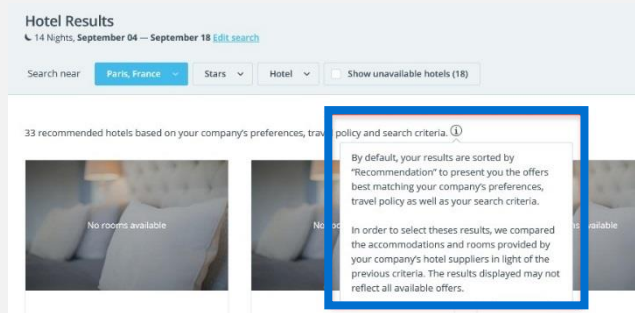 Hotel Results
14 Nights, September 04 — September 18 Edit search
Search near Paris, France Stars Hotel Show unavailable hotels (18)
33 recommended hotels based on your company's preferences, travel policy and search criteria.
By default, your results are sorted by
"Recommendation" to present you the offers
best matching your company's preferences,
travel policy as well as your search criteria.
In order to select theses results, we compared
the accommodations and rooms provided by
your company's hotel suppliers in light of the
previous criteria. The results displayed may not
reflect all available offers.
No rooms available
No
available